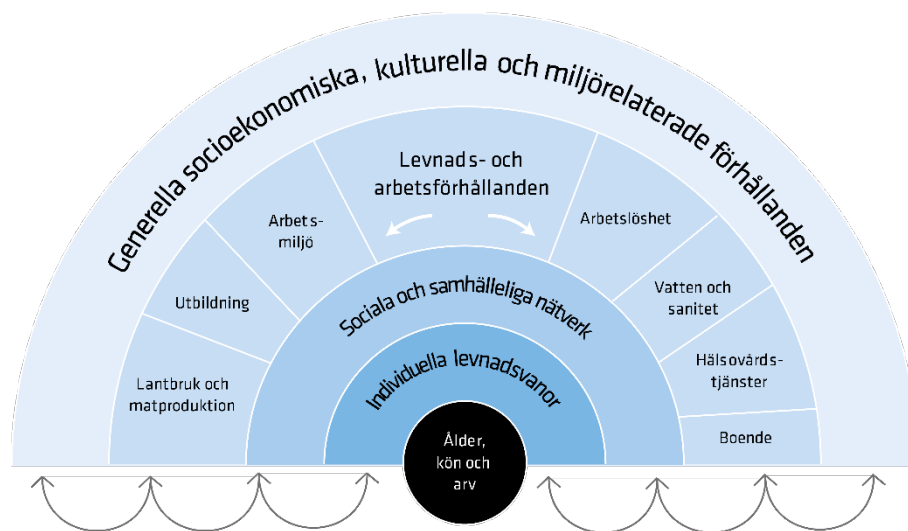 Generella socioekonomiska, kulturella och miljörelaterade förhållanden
Levnads- och
arbetsförhållanden
Arbets-
miljö
Arbetslöshet
Utbildning
Vatten och
sanitet
Lantbruk och
matproduktion
Hälsovårds-
tjänster
Boende
Sociala och samhälleliga nätverk
Individuella levnadsvanor
Ålder,
kön och
arv